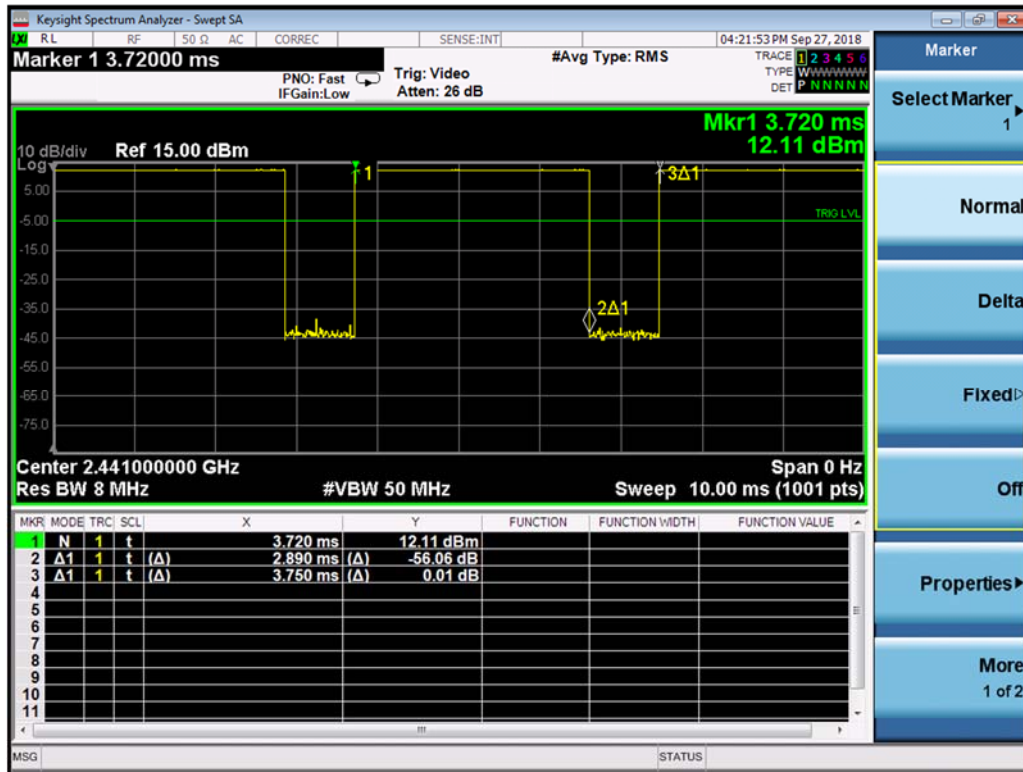 Keysight Spectrum Analyzer - Swept SA
LXI RL RF 50 Ω AC CORREC SENSE:INT 04:21:53 PM Sep 27, 2018
Marker 1 3.72000 ms
PNO: Fast
IFGain:Low
Trig: Video
Atten: 26 dB
#Avg Type: RMS
TRACE 1 2 3 4 5 6
TYPE WWWWWW
DET P N N N N N
Mkr1 3.720 ms
12.11 dBm
10 dB/div
Log
Ref 15.00 dBm
5.00
-5.00
-15.0
-25.0
-35.0
-45.0
-55.0
-65.0
-75.0
1
3Δ1
TRIG LVL
2Δ1
Center 2.441000000 GHz
Span 0 Hz
Res BW 8 MHz
#VBW 50 MHz
Sweep 10.00 ms (1001 pts)
MKR MODE TRC SCL X Y FUNCTION FUNCTION WIDTH FUNCTION VALUE
1 N 1 t 3.720 ms 12.11 dBm
2 Δ1 1 t (Δ) 2.890 ms (Δ) -56.06 dB
3 Δ1 1 t (Δ) 3.750 ms (Δ) 0.01 dB
4
5
6
7
8
9
10
11
MSG
STATUS
Marker
Select Marker
1
Normal
Delta
Fixed
Off
Properties
More
1 of 2